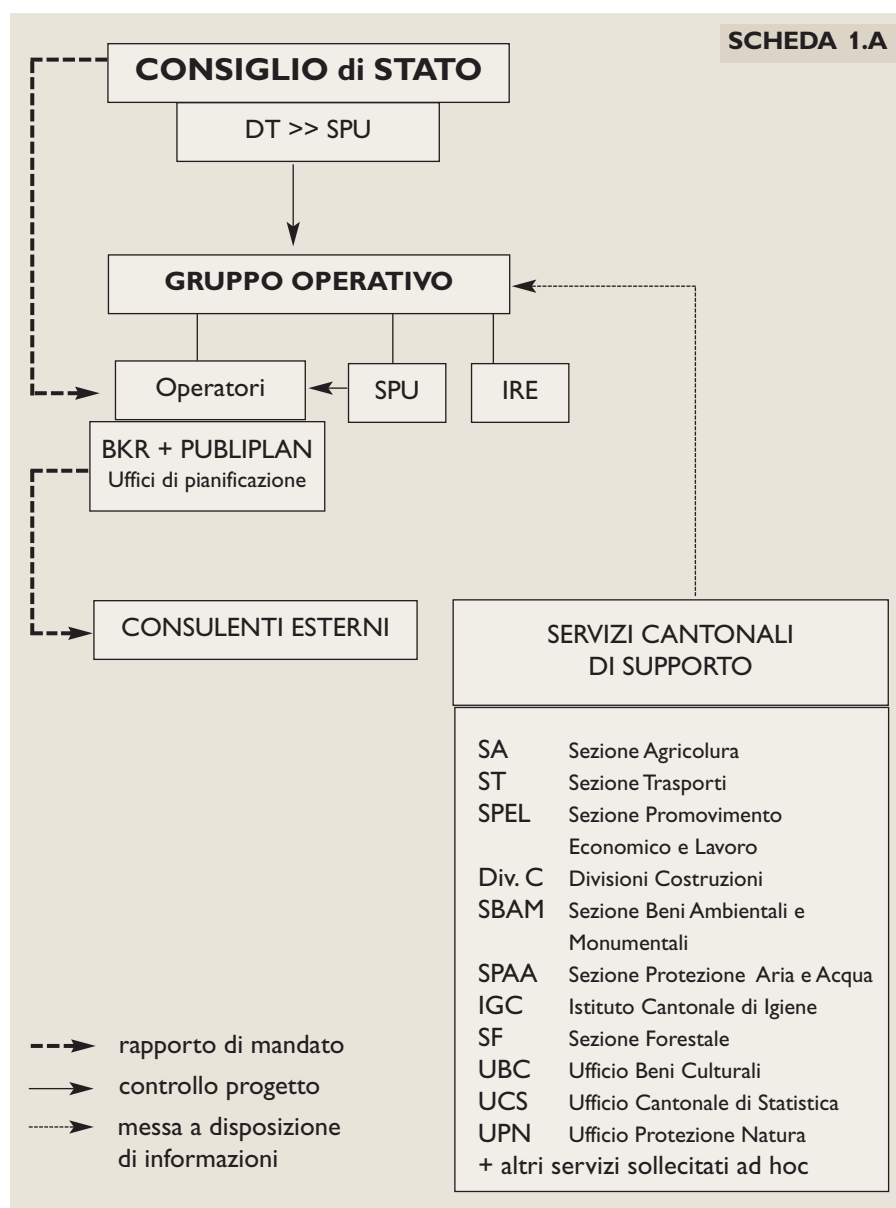 SCHEDA 1.A
CONSIGLIO di STATO
DT >> SPU
GRUPPO OPERATIVO
Operatori
SPU
IRE
BKR + PUBLIPLAN
Uffici di pianificazione
CONSULENTI ESTERNI
SERVIZI CANTONALI
DI SUPPORTO
SA Sezione Agricolura
ST Sezione Trasporti
SPEL Sezione Promovimento
Economico e Lavoro
Div. C Divisioni Costruzioni
SBAM Sezione Beni Ambientali e
Monumentali
SPAA Sezione Protezione Aria e Acqua
IGC Istituto Cantonale di Igiene
SF Sezione Forestale
UBC Ufficio Beni Culturali
UCS Ufficio Cantonale di Statistica
UPN Ufficio Protezione Natura
+ altri servizi sollecitati ad hoc
rapporto di mandato
controllo progetto
messa a disposizione
di informazioni